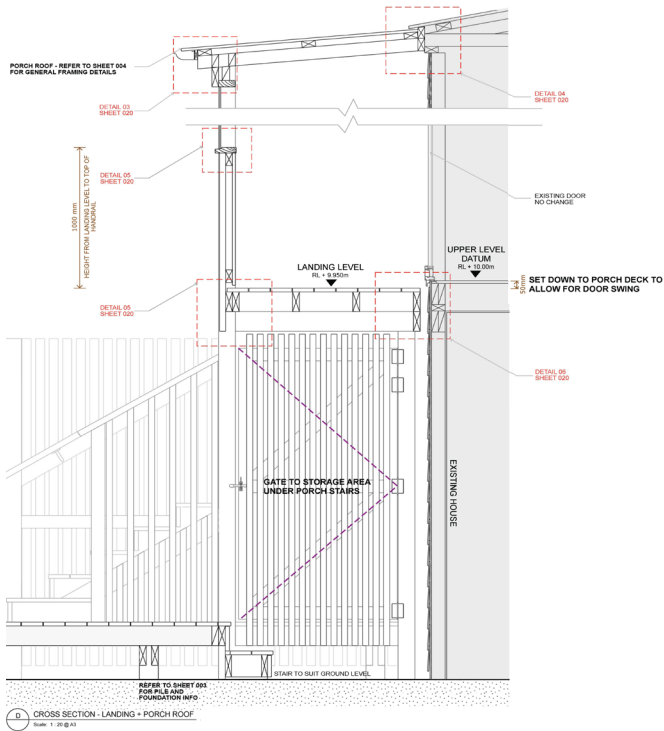 PORCH ROOF - REFER TO SHEET 004
FOR GENERAL FRAMING DETAILS
DETAIL 03
SHEET 020
DETAIL 04
SHEET 020
DETAIL 05
SHEET 020
1000 mm
HEIGHT FROM LANDING LEVEL TO TOP OF
HANDRAIL
EXISTING DOOR
NO CHANGE
UPPER LEVEL
DATUM
RL + 10.00m
LANDING LEVEL
RL + 9.950m
50mm
SET DOWN TO PORCH DECK TO
ALLOW FOR DOOR SWING
DETAIL 05
SHEET 020
DETAIL 06
SHEET 020
GATE TO STORAGE AREA
UNDER PORCH STAIRS
EXISTING HOUSE
STAIR TO SUIT GROUND LEVEL
REFER TO SHEET 003
FOR PILE AND
FOUNDATION INFO
D
CROSS SECTION - LANDING + PORCH ROOF
Scale: 1 : 20 @ A3